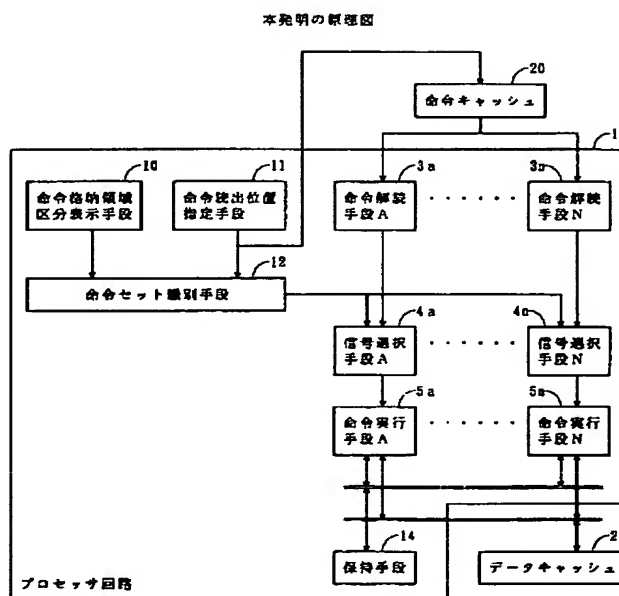 本発明の原理図
20
命令キャッシュ
1
10
命令格納領域
区分表示手段
11
命令読出位置
指定手段
3a
命令解読
手段A
3n
命令解読
手段N
12
命令セット識別手段
4a
信号選択
手段A
4n
信号選択
手段N
5a
命令実行
手段A
5n
命令実行
手段N
14
保持手段
2
データキャッシュ
プロセッサ回路